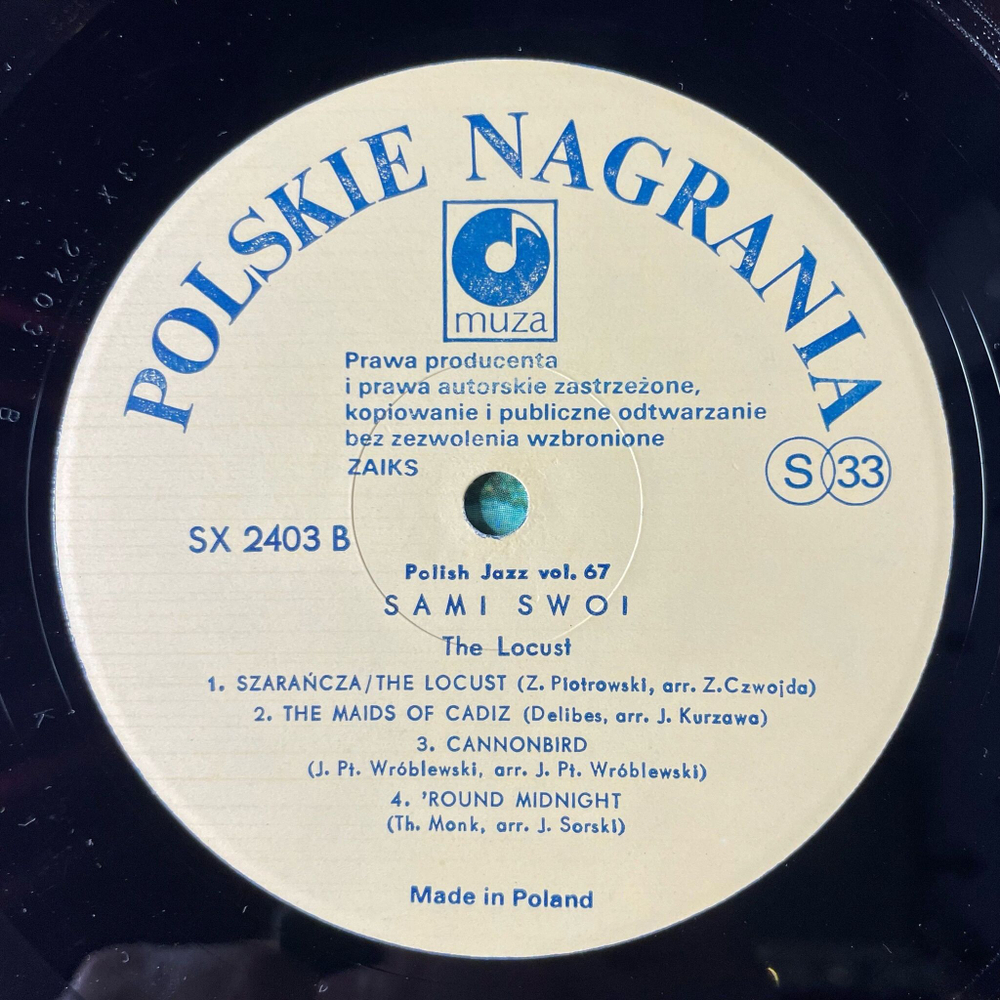 POLSKIE NAGRANIA
muza
Prawa producenta
i prawa autorskie zastrzeżone,
kopiowanie i publiczne odtwarzanie
bez zezwolenia wzbronione
ZAIKS
S 33
SX 2403 B
Polish Jazz vol. 67
SAMI SWOI
The Locust
1. SZARAŃCZA/THE LOCUST (Z. Piotrowski, arr. Z.Czwojda)
2. THE MAIDS OF CADIZ (Delibes, arr. J. Kurzawa)
3. CANNONBIRD
(J. Pt. Wróblewski, arr. J. Pt. Wróblewski)
4. 'ROUND MIDNIGHT
(Th. Monk, arr. J. Sorski)
Made in Poland
S 3 X 2403 B
K